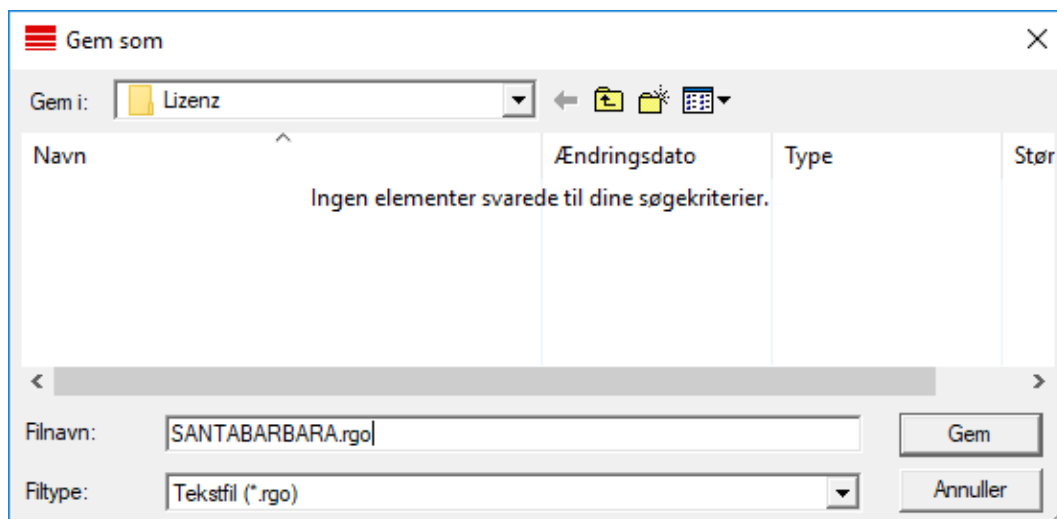 Gem som
Gem i: Lizenz
Navn Ændringsdato Type Stør
Ingen elementer svarede til dine søgekriterier.
Filnavn: SANTABARBARA.rgo Gem
Filtype: Tekstfil (*.rgo) Annuller